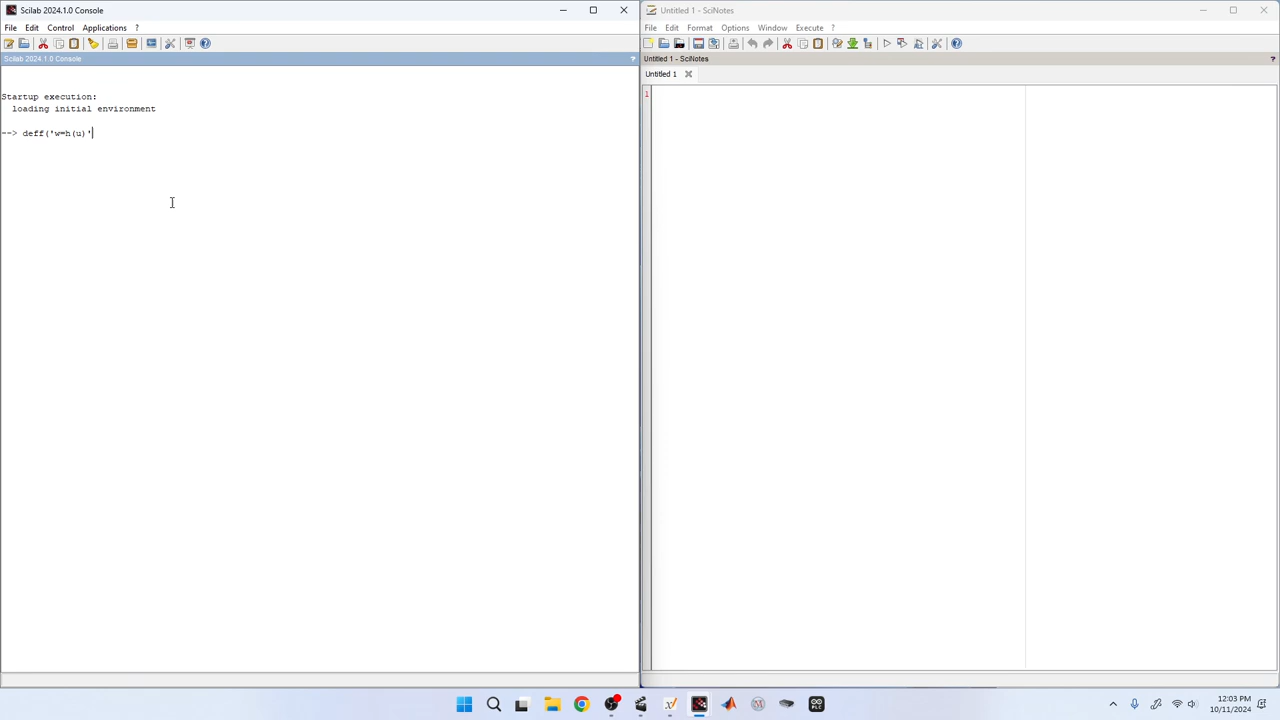 Scilab 2024.1.0 Console
File Edit Control Applications ?
Scilab 2024.1.0 Console ?
Startup execution:
loading initial environment
--> deff('w=h(u)'
Untitled 1 - SciNotes
File Edit Format Options Window Execute ?
Untitled 1 - SciNotes ?
Untitled 1
1
PLC
12:03 PM
10/11/2024